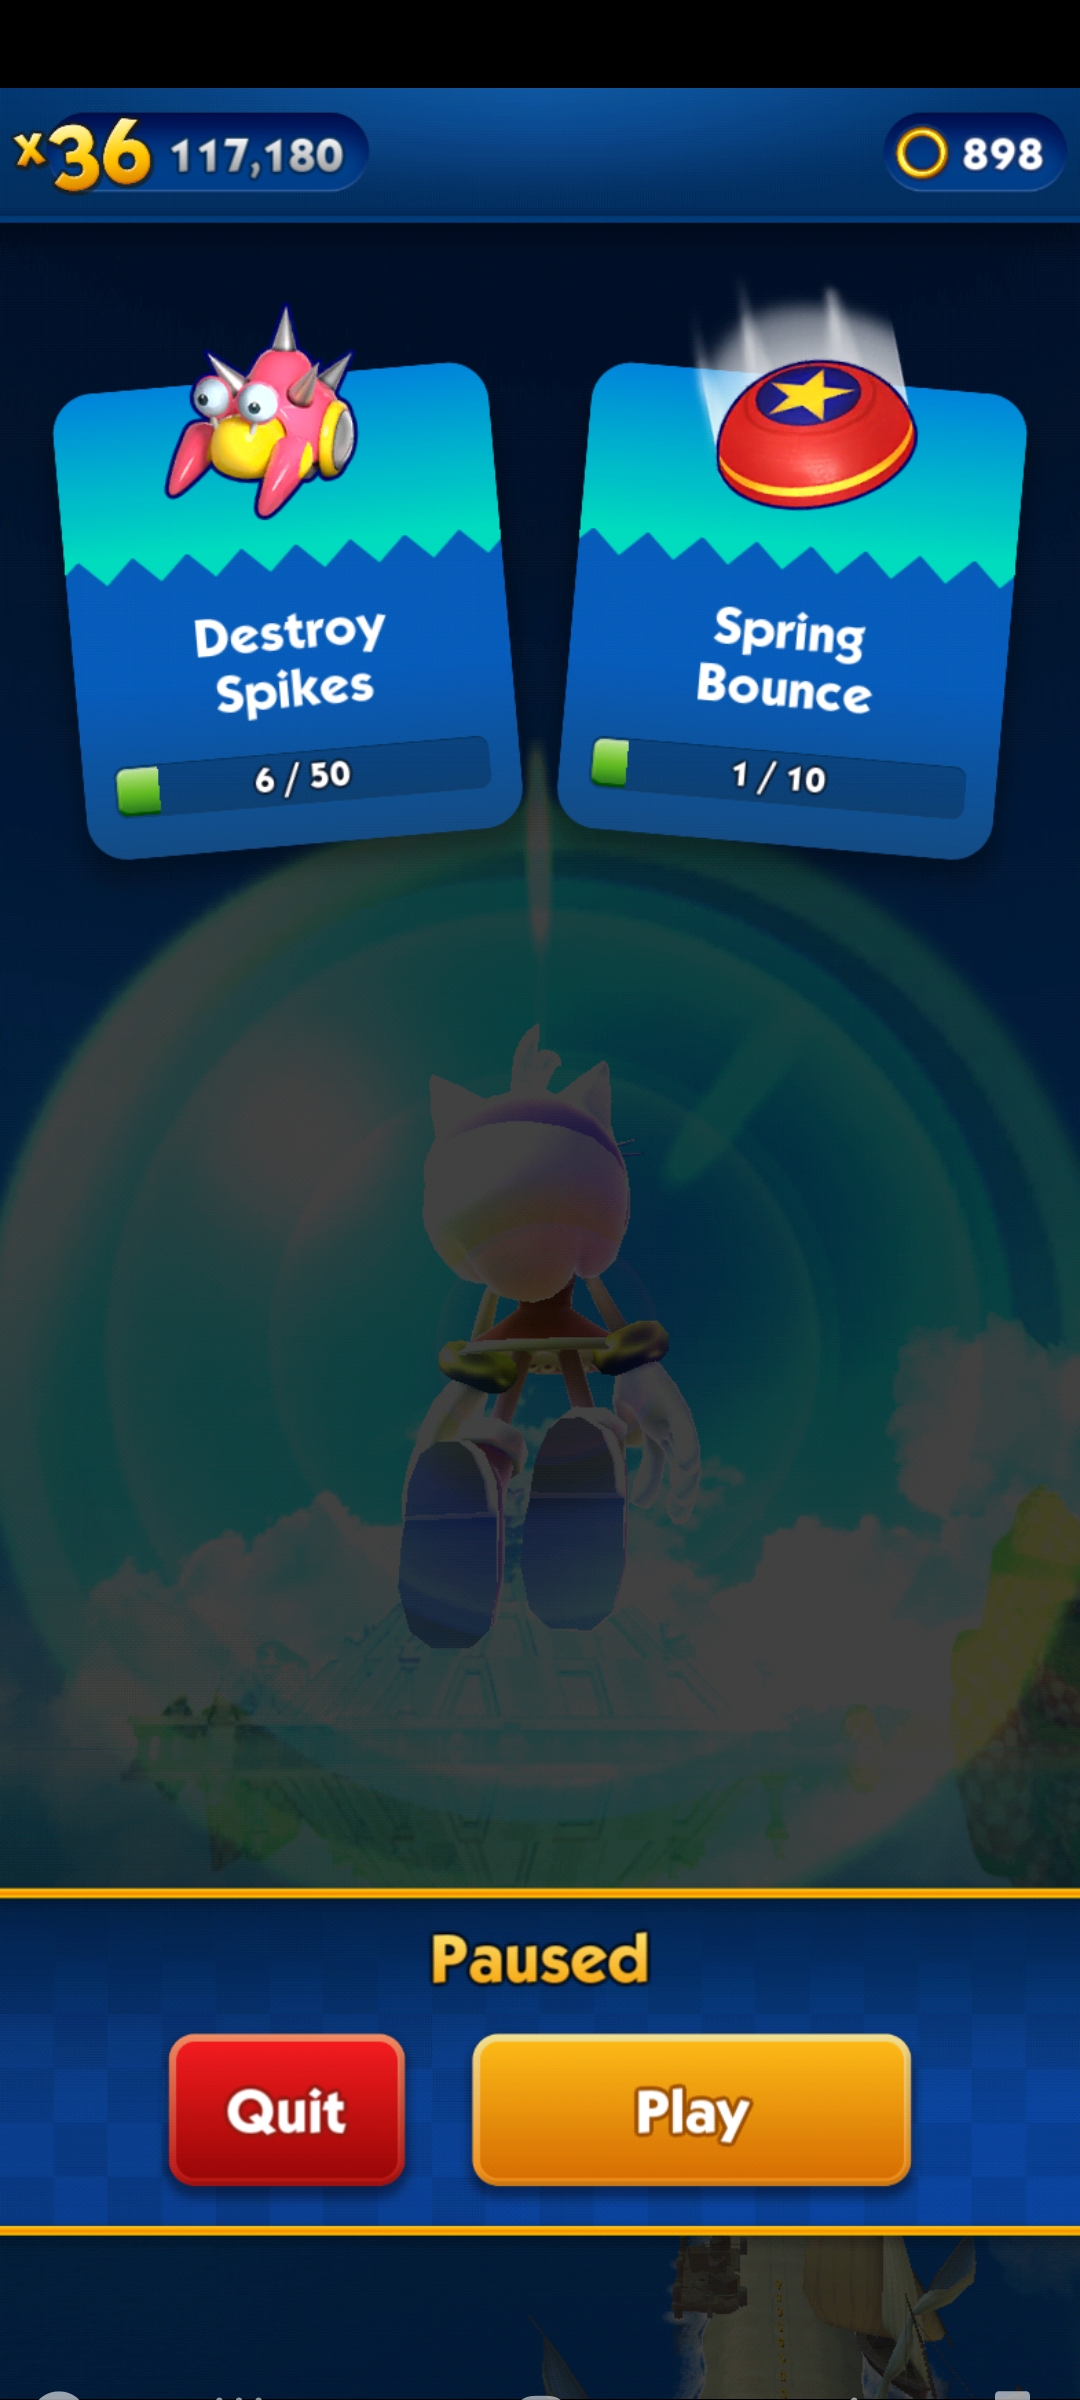 x36 117,180
898
Destroy
Spikes
6 / 50
Spring
Bounce
1 / 10
Paused
Quit
Play